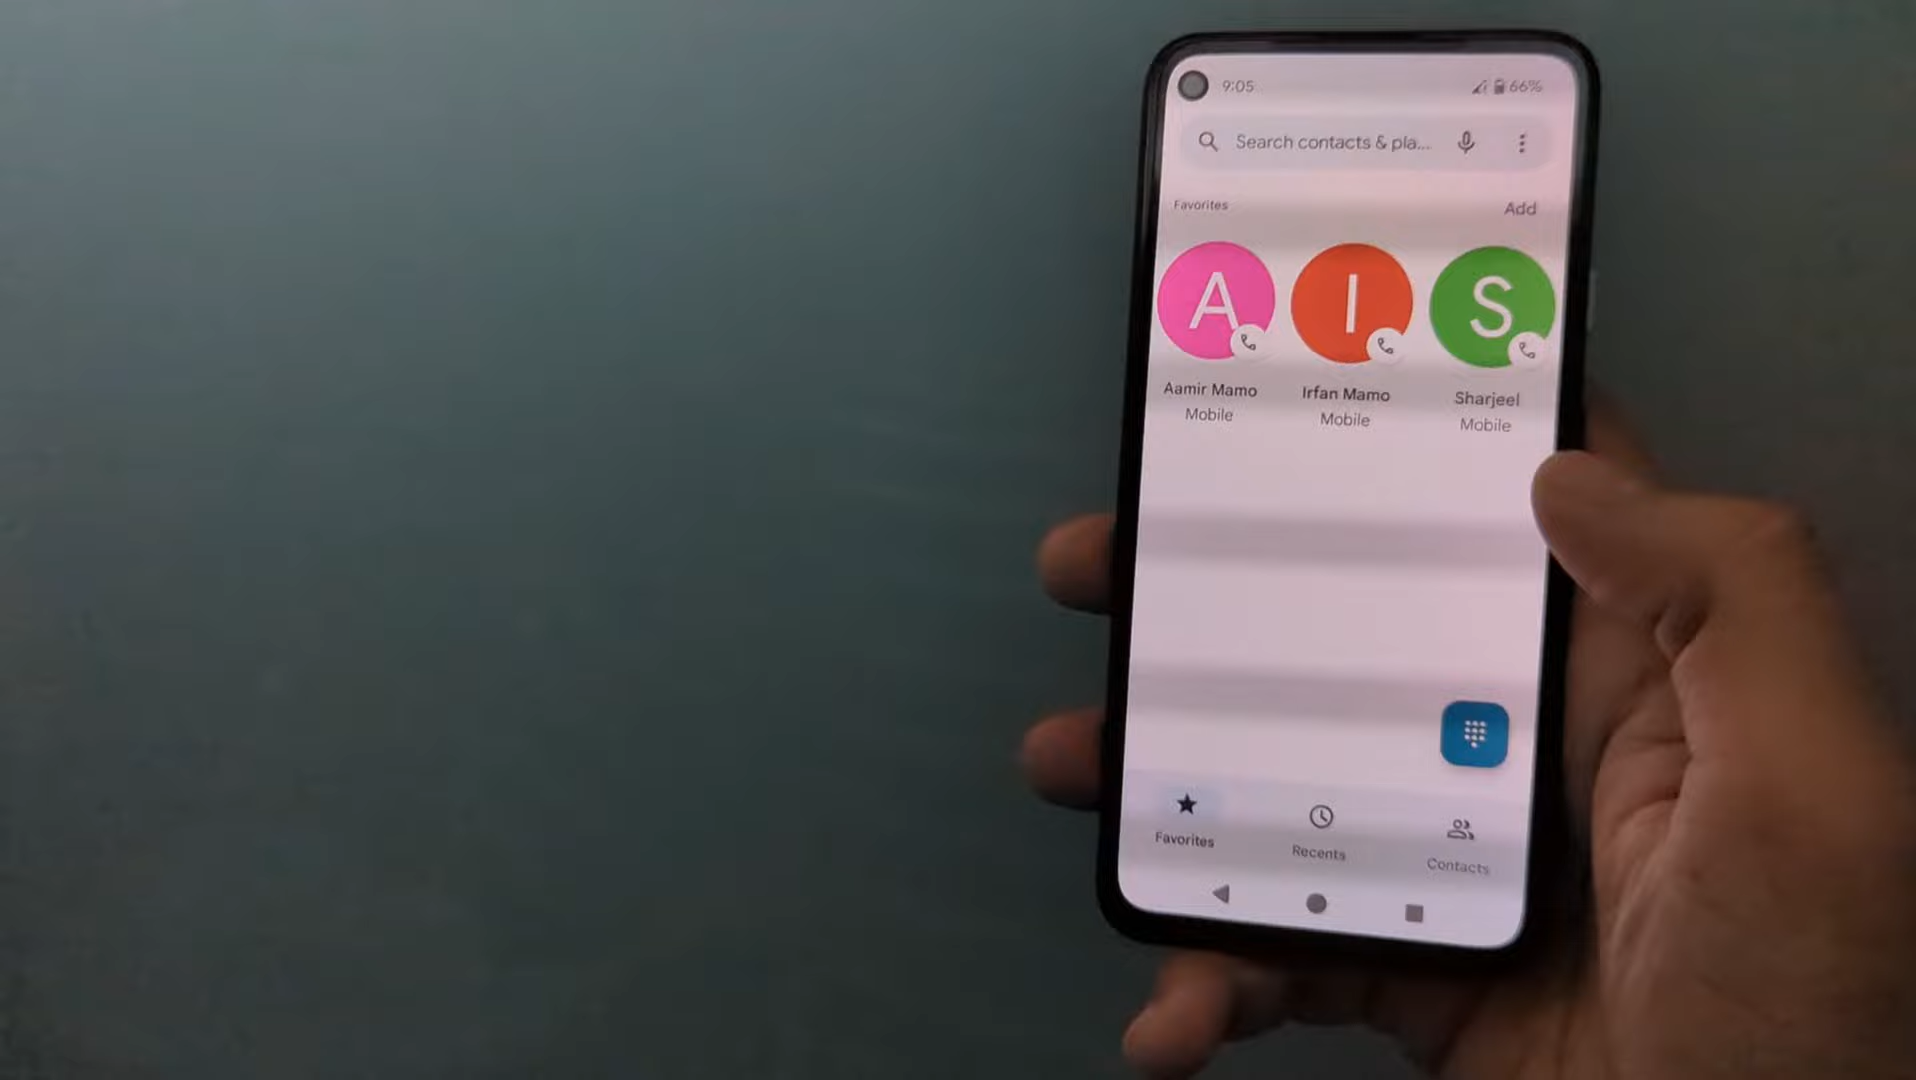 9:05 66%
Search contacts & pla...
Favorites Add
A I S
Aamir Mamo Irfan Mamo Sharjeel
Mobile Mobile Mobile
Favorites Recents Contacts